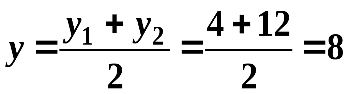 y = (y₁ + y₂)/2 = (4 + 12)/2 = 8